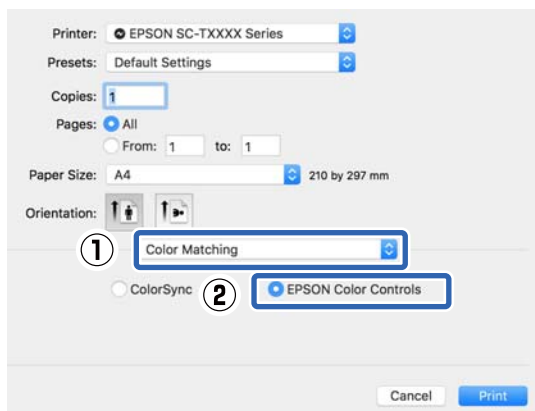 Printer: EPSON SC-TXXXX Series
Presets: Default Settings
Copies: 1
Pages: All
From: 1 to: 1
Paper Size: A4 210 by 297 mm
Orientation:
① Color Matching
ColorSync ② EPSON Color Controls
Cancel Print